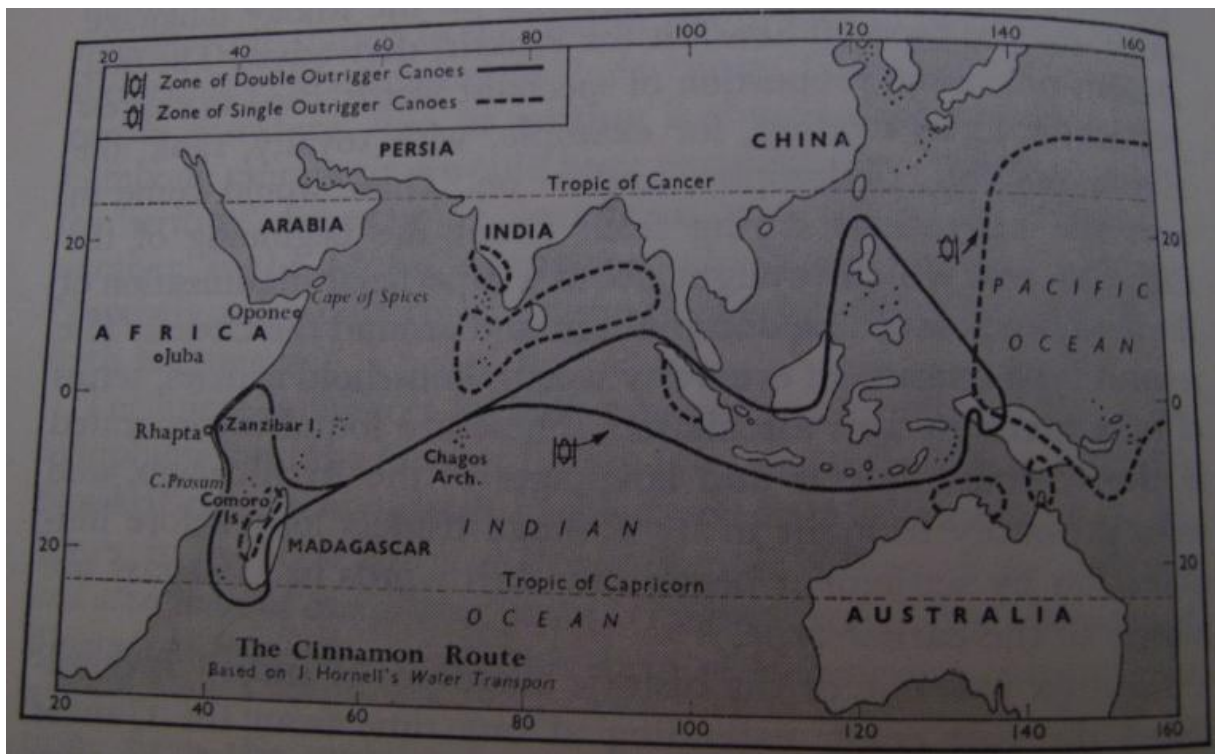 20 40 60 80 100 120 140 160
Zone of Double Outrigger Canoes
Zone of Single Outrigger Canoes
PERSIA
CHINA
Tropic of Cancer
ARABIA
INDIA
20
20
Cape of Spices
Opone
PACIFIC
OCEAN
AFRICA
Juba
0
0
Rhapta
Zanzibar I.
Chagos
Arch.
C.Prasum
Comoro
Is
MADAGASCAR
INDIAN
20
20
Tropic of Capricorn
OCEAN
AUSTRALIA
The Cinnamon Route
Based on J. Hornell's Water Transport
20 40 60 80 100 120 140 160